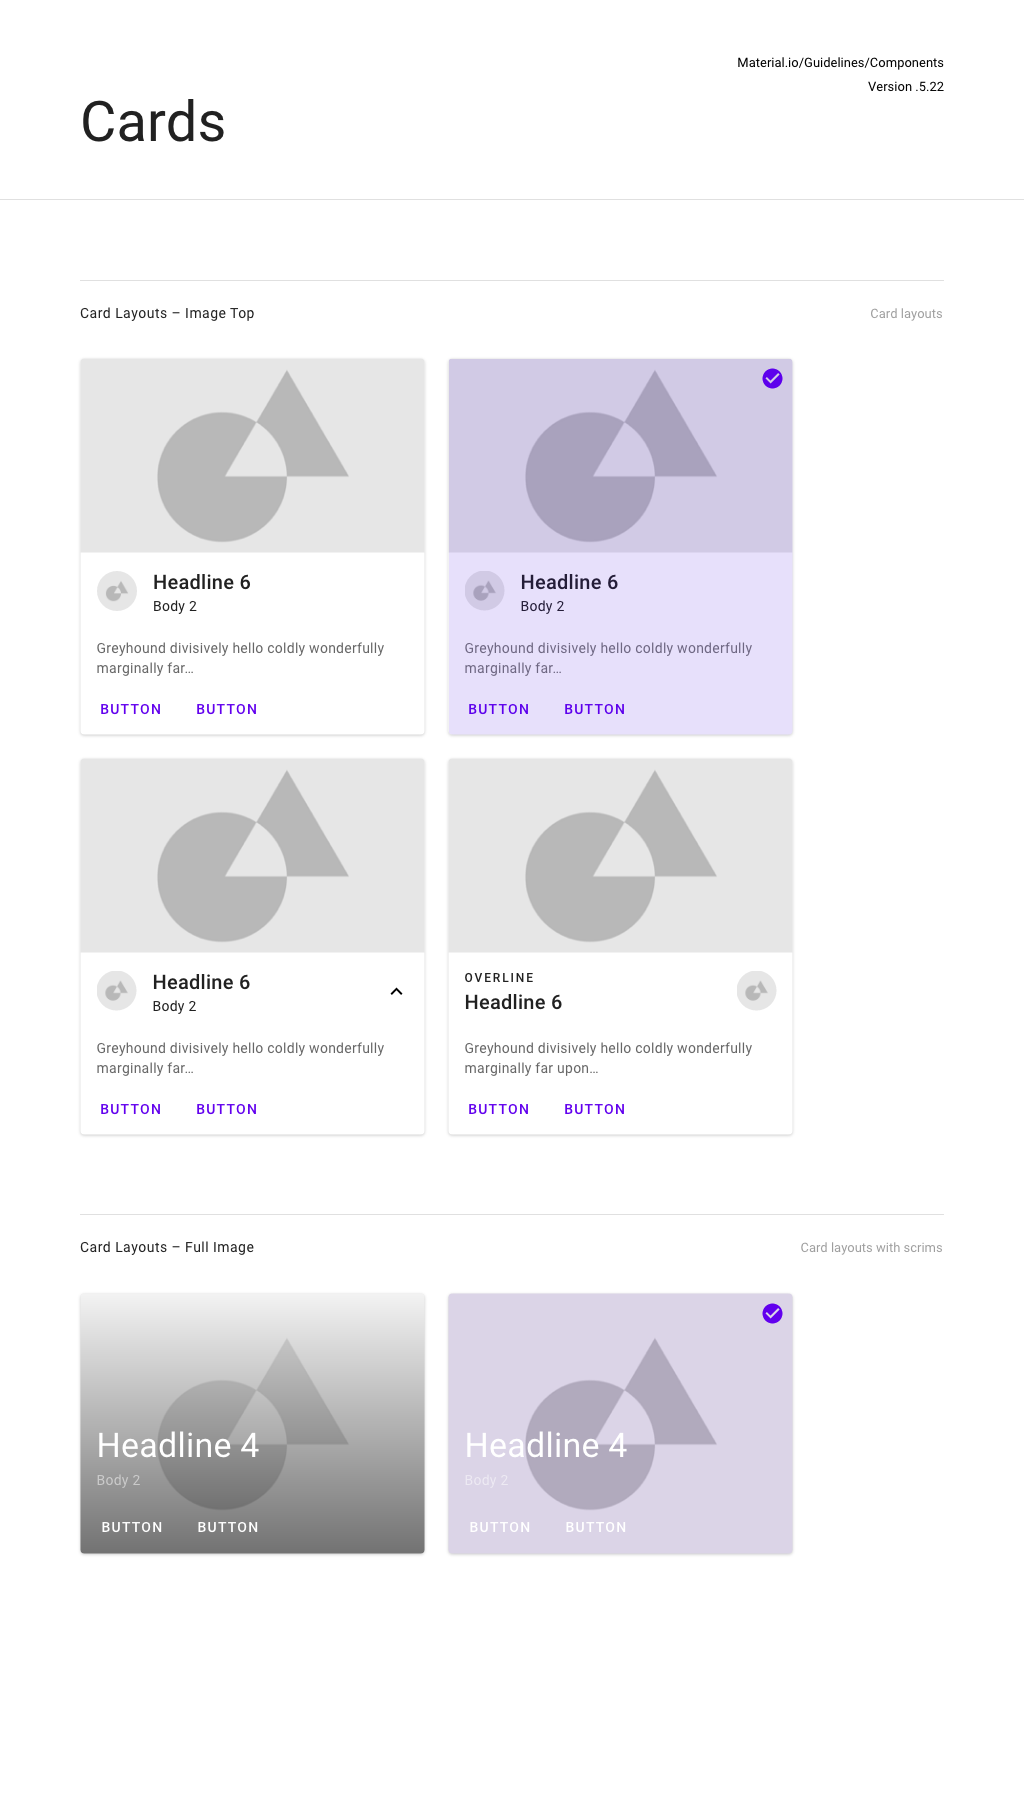 Material.io/Guidelines/Components
Version .5.22
Cards
Card Layouts – Image Top
Card layouts
Headline 6
Body 2
Greyhound divisively hello coldly wonderfully
marginally far…
BUTTON BUTTON
Headline 6
Body 2
Greyhound divisively hello coldly wonderfully
marginally far…
BUTTON BUTTON
Headline 6
Body 2
Greyhound divisively hello coldly wonderfully
marginally far…
BUTTON BUTTON
OVERLINE
Headline 6
Greyhound divisively hello coldly wonderfully
marginally far upon…
BUTTON BUTTON
Card Layouts – Full Image
Card layouts with scrims
Headline 4
Body 2
BUTTON BUTTON
Headline 4
Body 2
BUTTON BUTTON